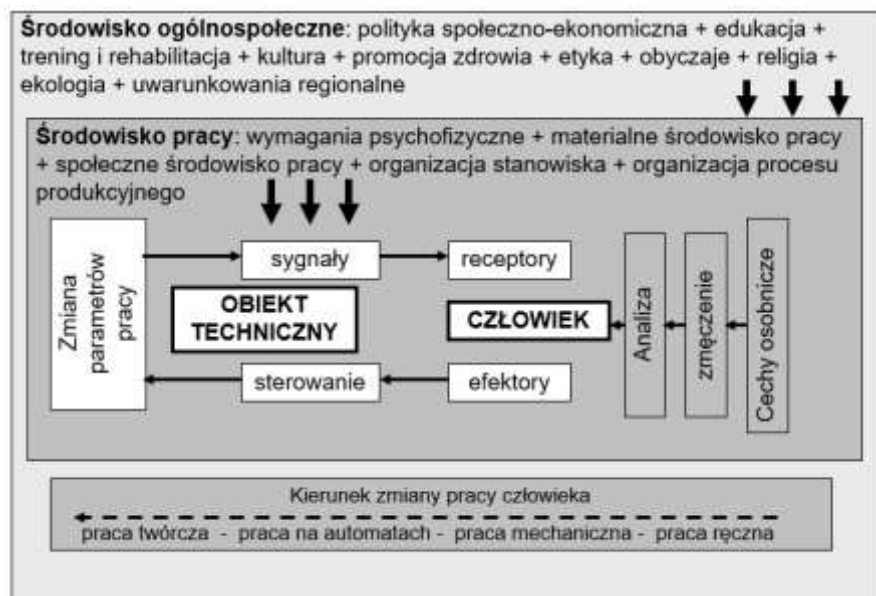 Środowisko ogólnospołeczne: polityka społeczno-ekonomiczna + edukacja +
trening i rehabilitacja + kultura + promocja zdrowia + etyka + obyczaje + religia +
ekologia + uwarunkowania regionalne
Środowisko pracy: wymagania psychofizyczne + materialne środowisko pracy
+ społeczne środowisko pracy + organizacja stanowiska + organizacja procesu
produkcyjnego
Zmiana
parametrów
pracy
sygnały
receptory
OBIEKT
TECHNICZNY
CZŁOWIEK
sterowanie
efektory
Analiza
zmęczenie
Cechy osobnicze
Kierunek zmiany pracy człowieka
praca twórcza - praca na automatach - praca mechaniczna - praca ręczna